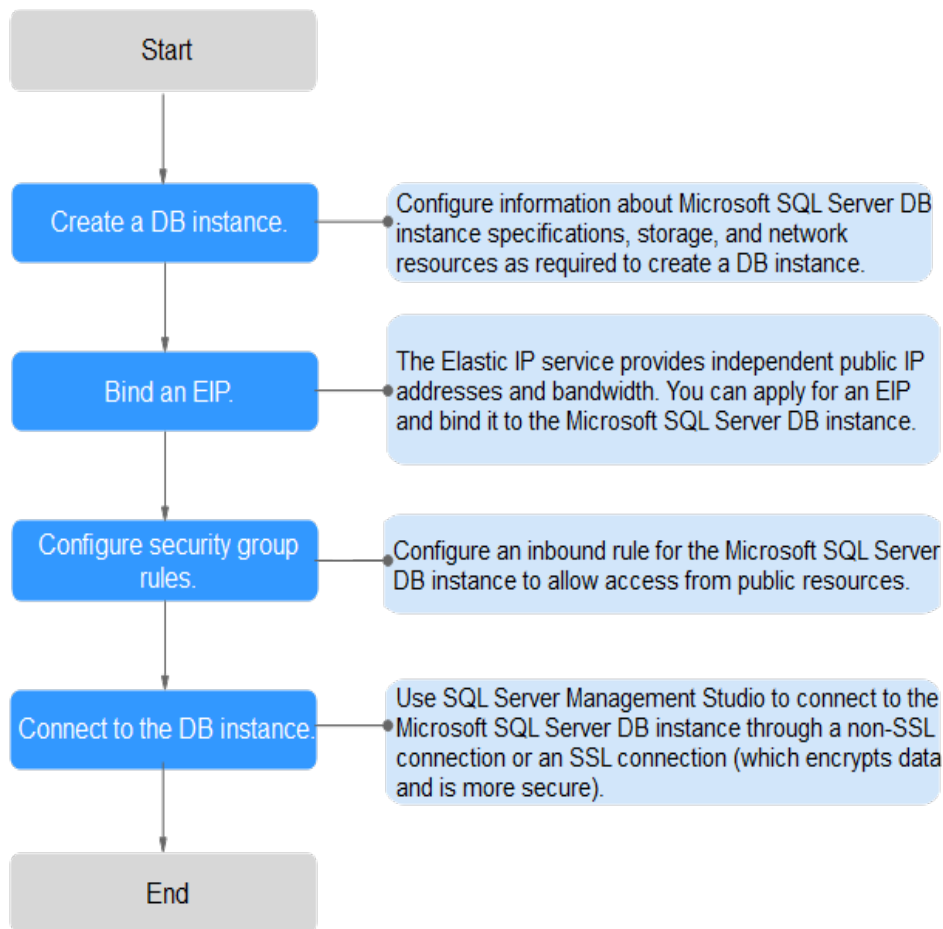 Start
Create a DB instance.
Configure information about Microsoft SQL Server DB
instance specifications, storage, and network
resources as required to create a DB instance.
Bind an EIP.
The Elastic IP service provides independent public IP
addresses and bandwidth. You can apply for an EIP
and bind it to the Microsoft SQL Server DB instance.
Configure security group
rules.
Configure an inbound rule for the Microsoft SQL Server
DB instance to allow access from public resources.
Connect to the DB instance.
Use SQL Server Management Studio to connect to the
Microsoft SQL Server DB instance through a non-SSL
connection or an SSL connection (which encrypts data
and is more secure).
End